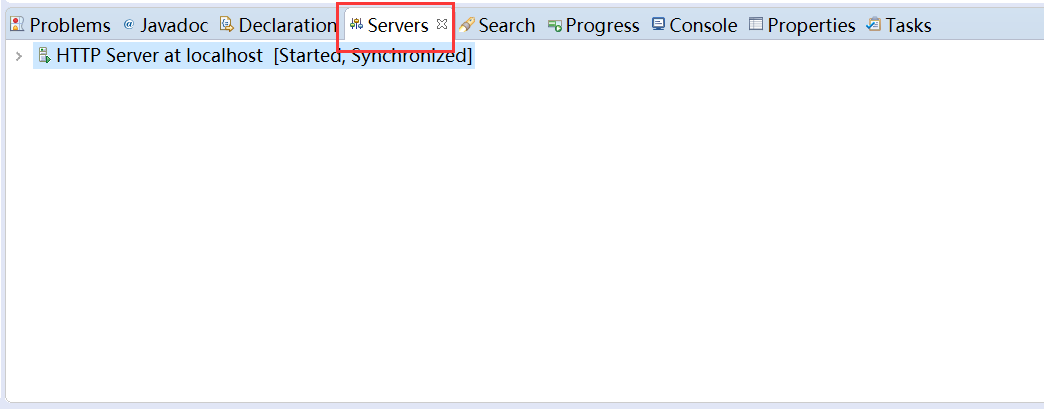 Problems @ Javadoc Declaration Servers Search Progress Console Properties Tasks
HTTP Server at localhost [Started, Synchronized]